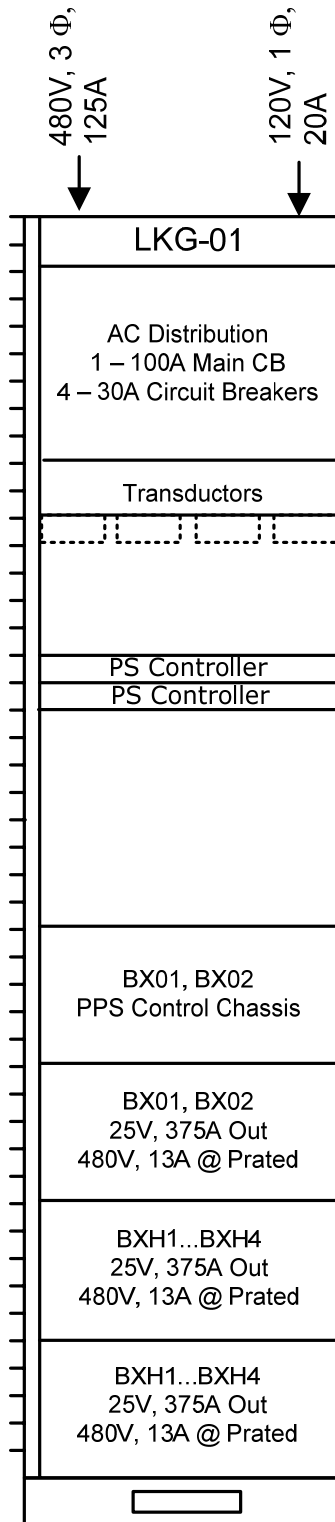 480V, 3 Φ,
125A
120V, 1 Φ,
20A
LKG-01
AC Distribution
1 – 100A Main CB
4 – 30A Circuit Breakers
Transductors
PS Controller
PS Controller
BX01, BX02
PPS Control Chassis
BX01, BX02
25V, 375A Out
480V, 13A @ Prated
BXH1...BXH4
25V, 375A Out
480V, 13A @ Prated
BXH1...BXH4
25V, 375A Out
480V, 13A @ Prated